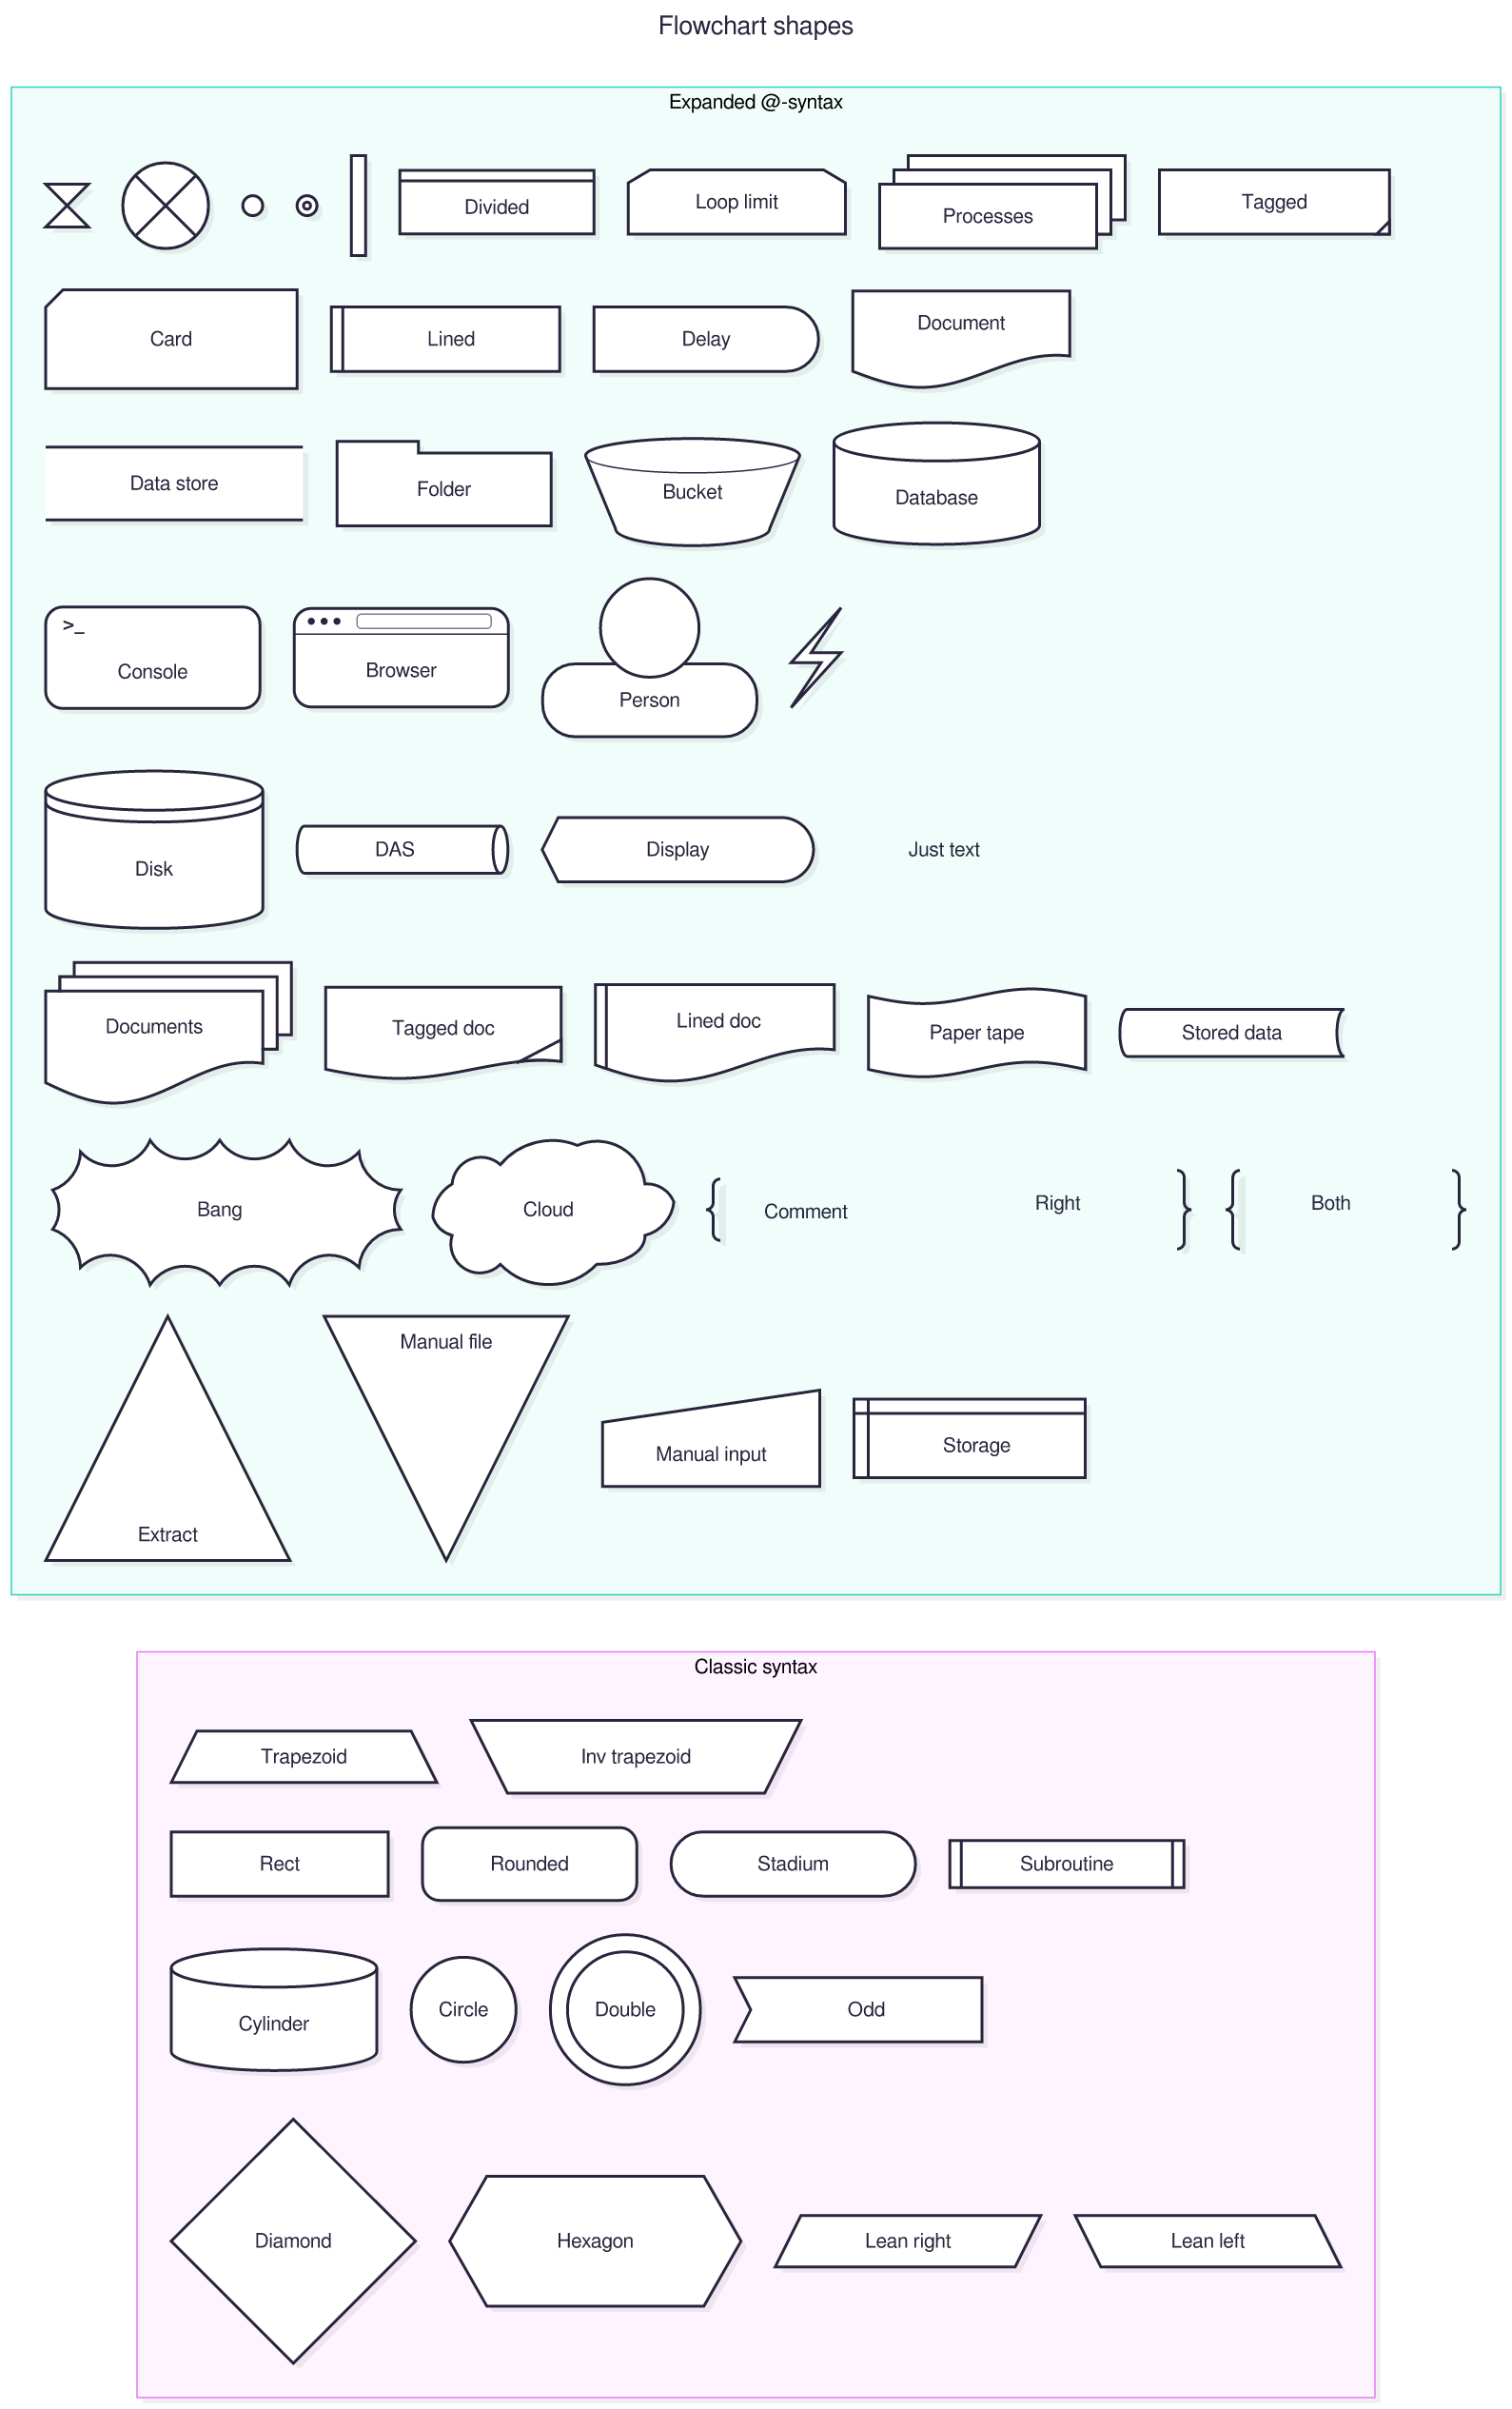 Flowchart shapes
Expanded @-syntax
Divided
Loop limit
Processes
Tagged
Card
Lined
Delay
Document
Data store
Folder
Bucket
Database
>_
Console
Browser
Person
Disk
DAS
Display
Just text
Documents
Tagged doc
Lined doc
Paper tape
Stored data
Bang
Cloud
Comment
Right
Both
Manual file
Manual input
Storage
Extract
Classic syntax
Trapezoid
Inv trapezoid
Rect
Rounded
Stadium
Subroutine
Cylinder
Circle
Double
Odd
Diamond
Hexagon
Lean right
Lean left